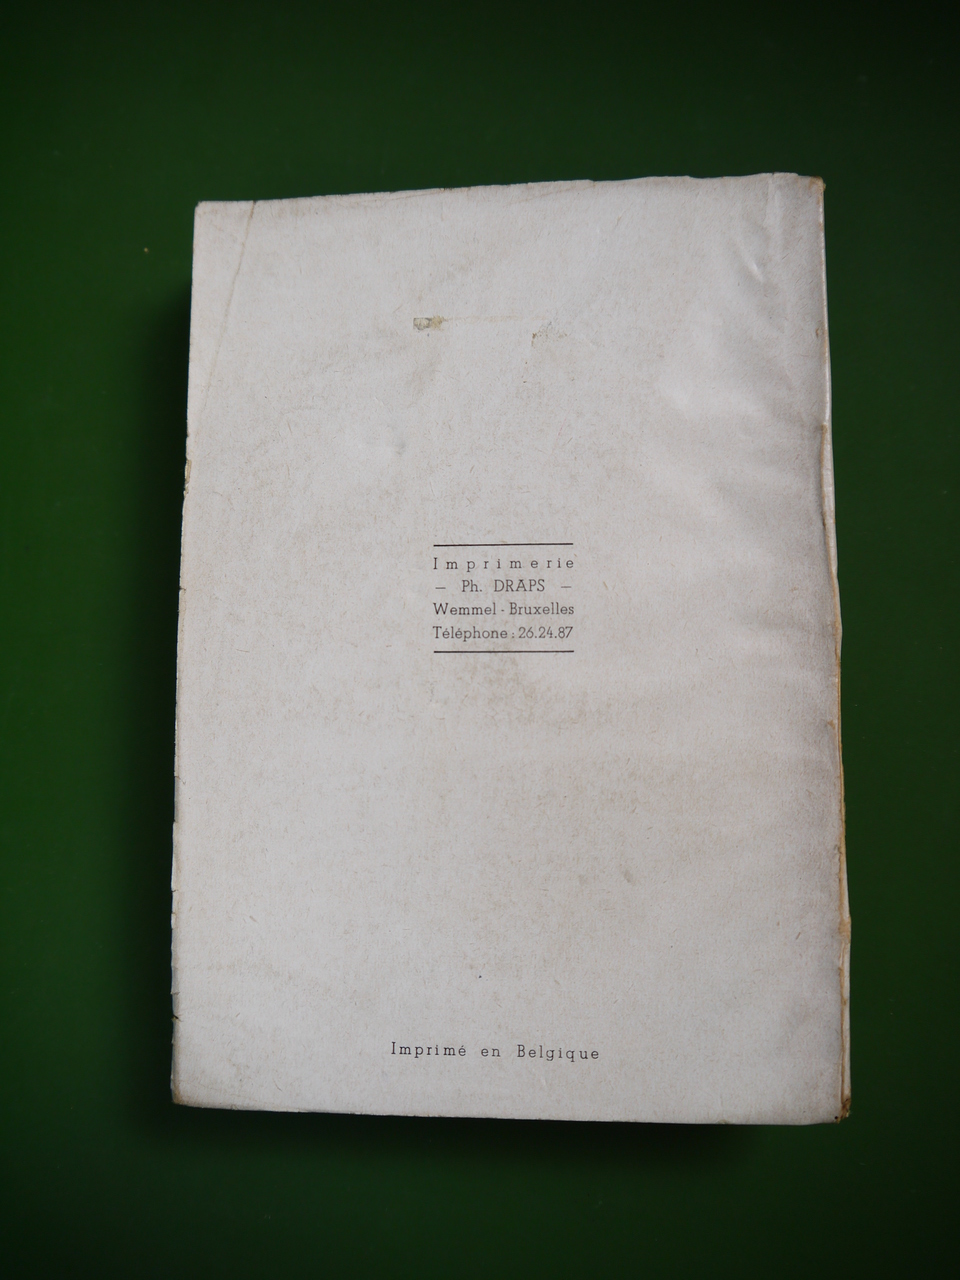 Imprimerie
— Ph. DRAPS —
Wemmel - Bruxelles
Téléphone : 26.24.87
Imprimé en Belgique